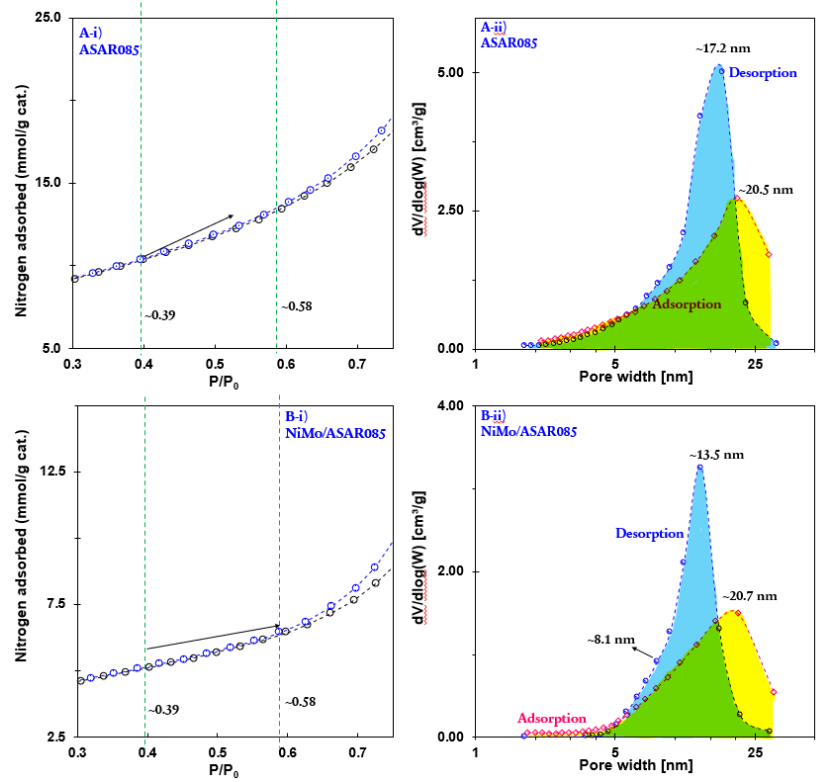 A-i)
ASAR085
25.0
15.0
5.0
Nitrogen adsorbed (mmol/g cat.)
~0.39
~0.58
0.3 0.4 0.5 0.6 0.7
P/P0
A-ii)
ASAR085
~17.2 nm
Desorption
~20.5 nm
Adsorption
5.00
2.50
0.00
dV/dlog(W) [cm³/g]
1 5 25
Pore width [nm]
B-i)
NiMo/ASAR085
12.5
7.5
2.5
Nitrogen adsorbed (mmol/g cat.)
~0.39
~0.58
0.3 0.4 0.5 0.6 0.7
P/P0
B-ii)
NiMo/ASAR085
~13.5 nm
Desorption
~20.7 nm
~8.1 nm
Adsorption
4.00
2.00
0.00
dV/dlog(W) [cm³/g]
1 5 25
Pore width [nm]